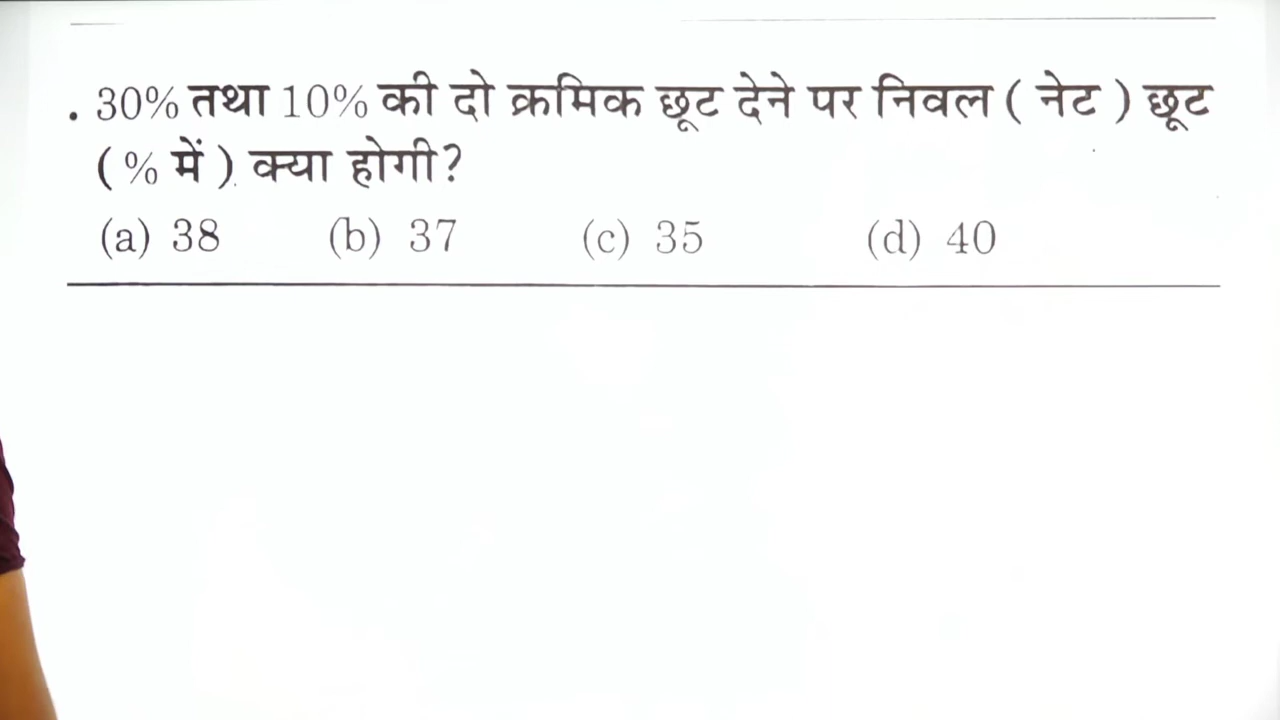 . 30% तथा 10% की दो क्रमिक छूट देने पर निवल ( नेट ) छूट
( % में ) क्या होगी?
(a) 38 (b) 37 (c) 35 (d) 40